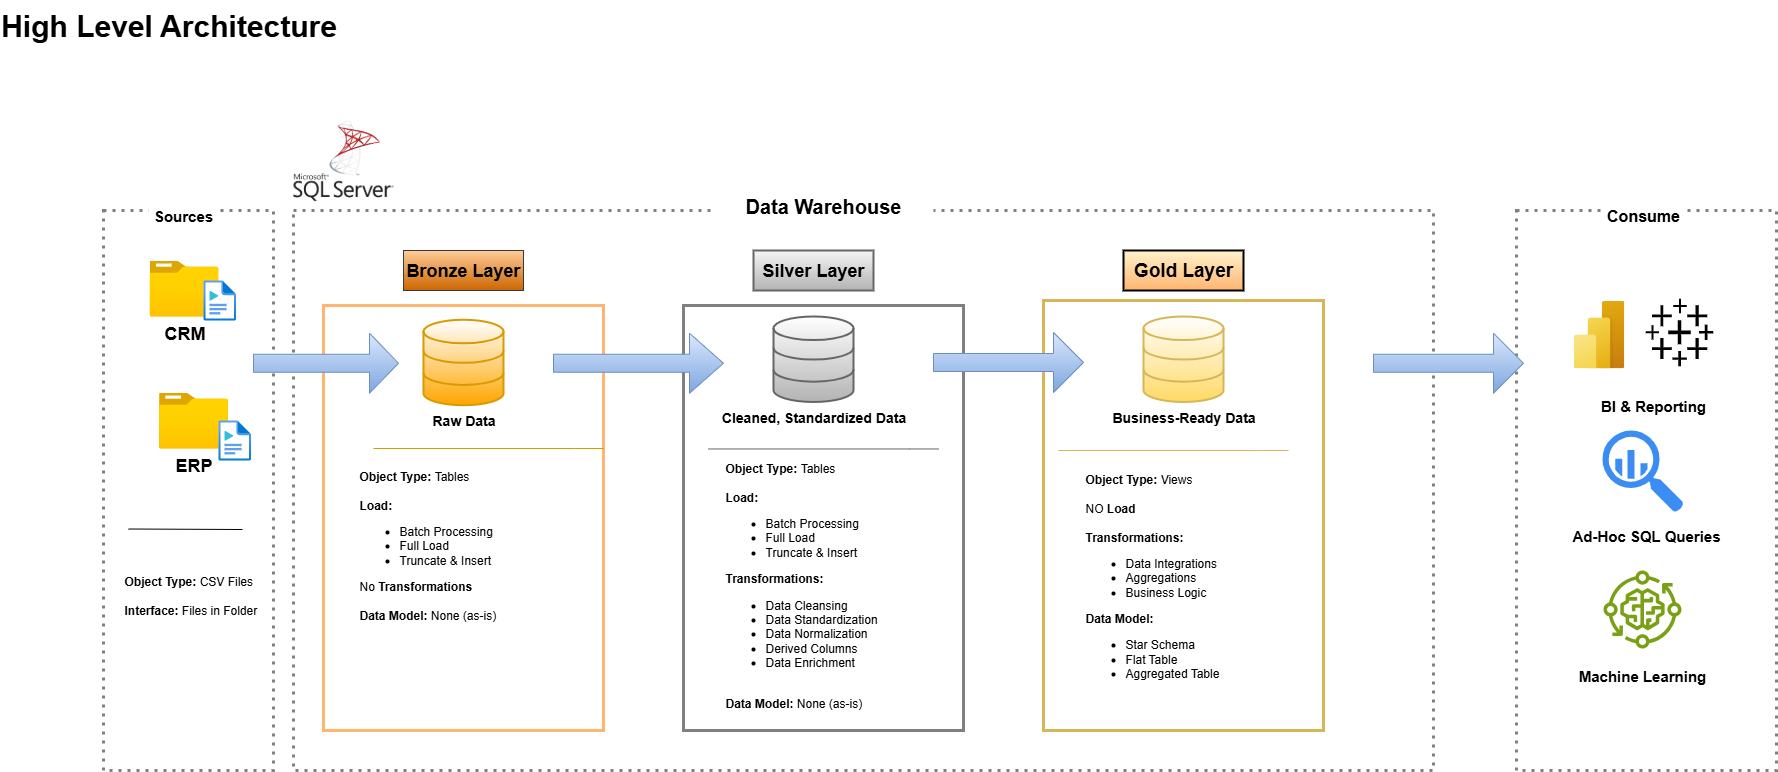 High Level Architecture
Microsoft®
SQL Server®
Sources
CRM
ERP
Object Type: CSV Files
Interface: Files in Folder
Data Warehouse
Bronze Layer
Raw Data
Object Type: Tables
Load:
• Batch Processing
• Full Load
• Truncate & Insert
No Transformations
Data Model: None (as-is)
Silver Layer
Cleaned, Standardized Data
Object Type: Tables
Load:
• Batch Processing
• Full Load
• Truncate & Insert
Transformations:
• Data Cleansing
• Data Standardization
• Data Normalization
• Derived Columns
• Data Enrichment
Data Model: None (as-is)
Gold Layer
Business-Ready Data
Object Type: Views
NO Load
Transformations:
• Data Integrations
• Aggregations
• Business Logic
Data Model:
• Star Schema
• Flat Table
• Aggregated Table
Consume
BI & Reporting
Ad-Hoc SQL Queries
Machine Learning